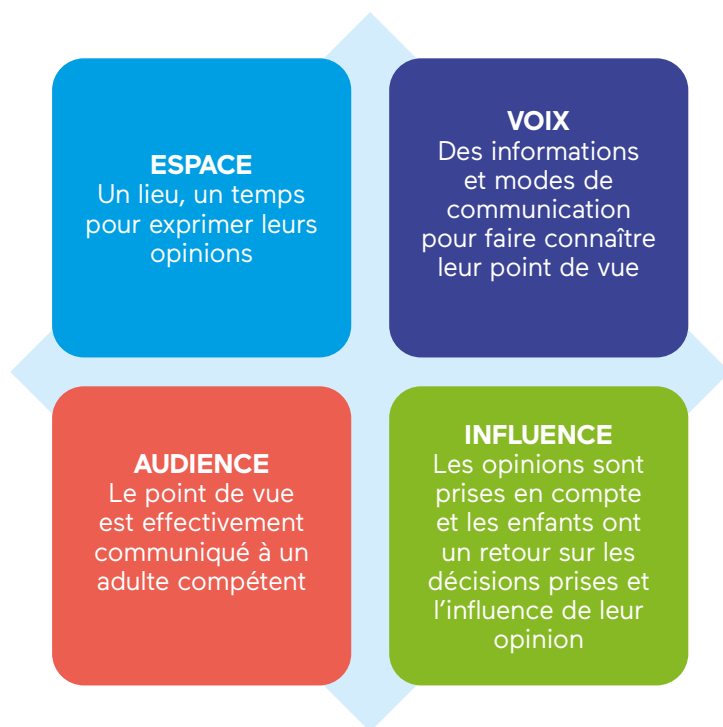 ESPACE
Un lieu, un temps
pour exprimer leurs
opinions
VOIX
Des informations
et modes de
communication
pour faire connaître
leur point de vue
AUDIENCE
Le point de vue
est effectivement
communiqué à un
adulte compétent
INFLUENCE
Les opinions sont
prises en compte
et les enfants ont
un retour sur les
décisions prises et
l’influence de leur
opinion